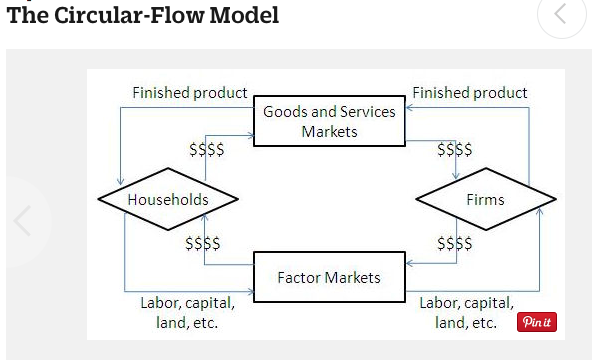 The Circular-Flow Model
Finished product
Finished product
Goods and Services
Markets
$$$$
$$$$
Households
Firms
$$$$
$$$$
Factor Markets
Labor, capital,
land, etc.
Labor, capital,
land, etc.
Pin it